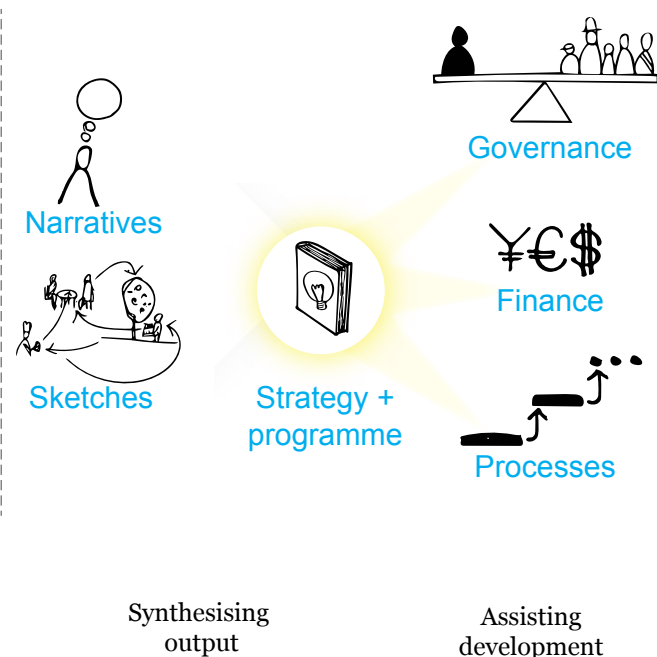 Governance
Narratives
¥€$
Finance
Sketches
Strategy +
programme
Processes
Synthesising
output
Assisting
development